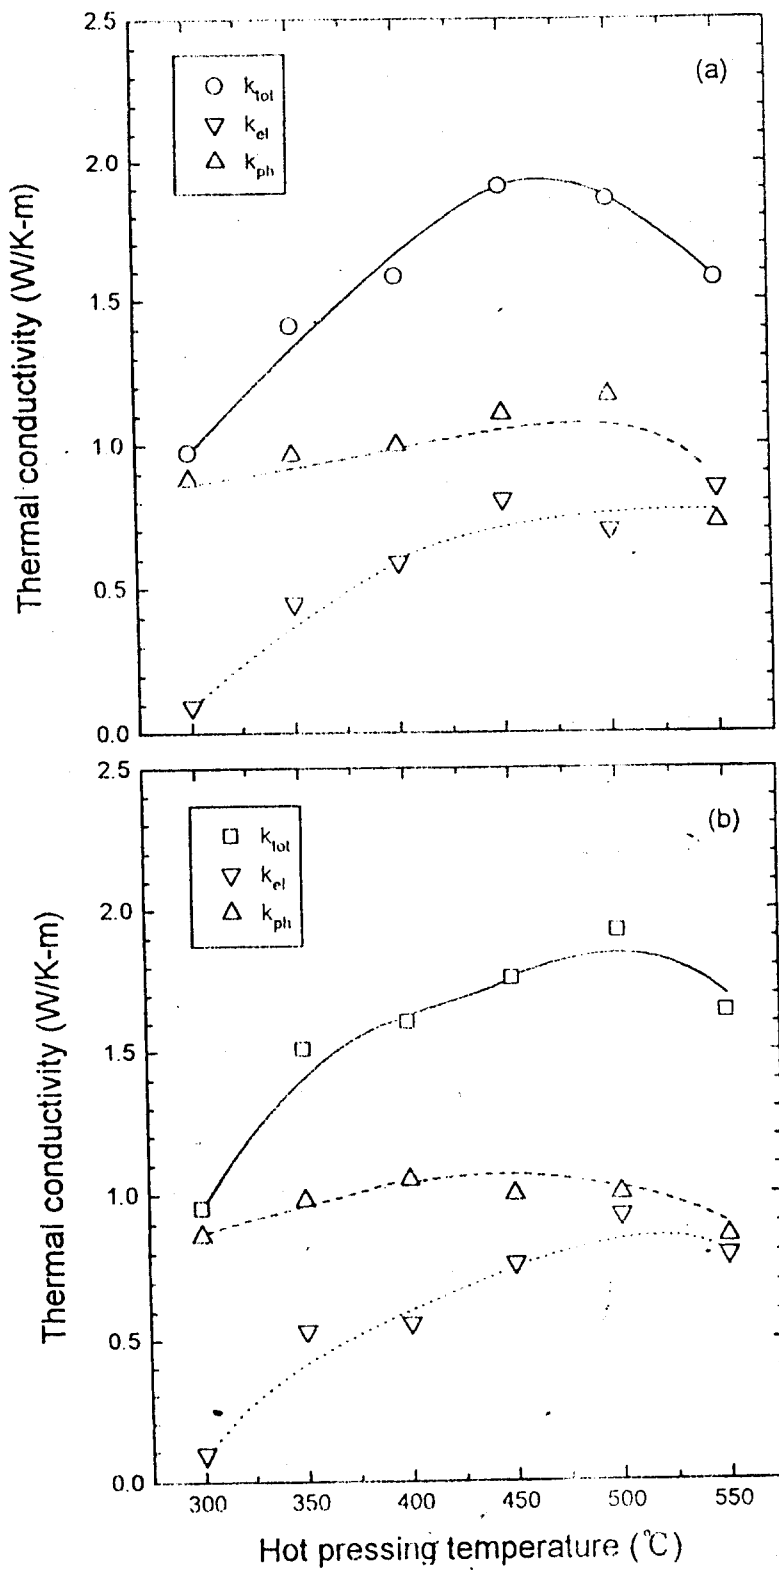 2.5
(a)
k_tot
k_el
k_ph
2.0
1.5
1.0
0.5
0.0
Thermal conductivity (W/K-m)
2.5
(b)
k_tot
k_el
k_ph
2.0
1.5
1.0
0.5
0.0
Thermal conductivity (W/K-m)
300 350 400 450 500 550
Hot pressing temperature (℃)